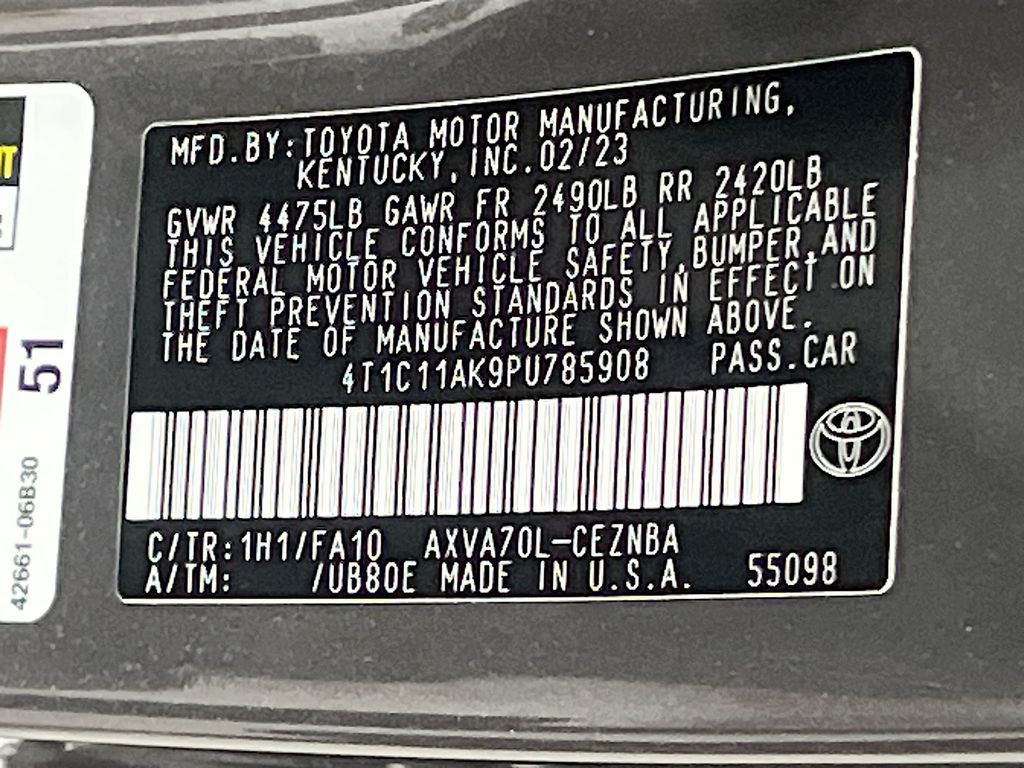 MFD.BY:TOYOTA MOTOR MANUFACTURING,
KENTUCKY,INC.02/23
GVWR 4475LB GAWR FR 2490LB RR 2420LB
THIS VEHICLE CONFORMS TO ALL APPLICABLE
FEDERAL MOTOR VEHICLE SAFETY,BUMPER,AND
THEFT PREVENTION STANDARDS IN EFFECT ON
THE DATE OF MANUFACTURE SHOWN ABOVE.
4T1C11AK9PU785908 PASS.CAR
C/TR:1H1/FA10 AXVA70L-CEZNBA
A/TM: /UB80E MADE IN U.S.A. 55098
51
42661-06B30